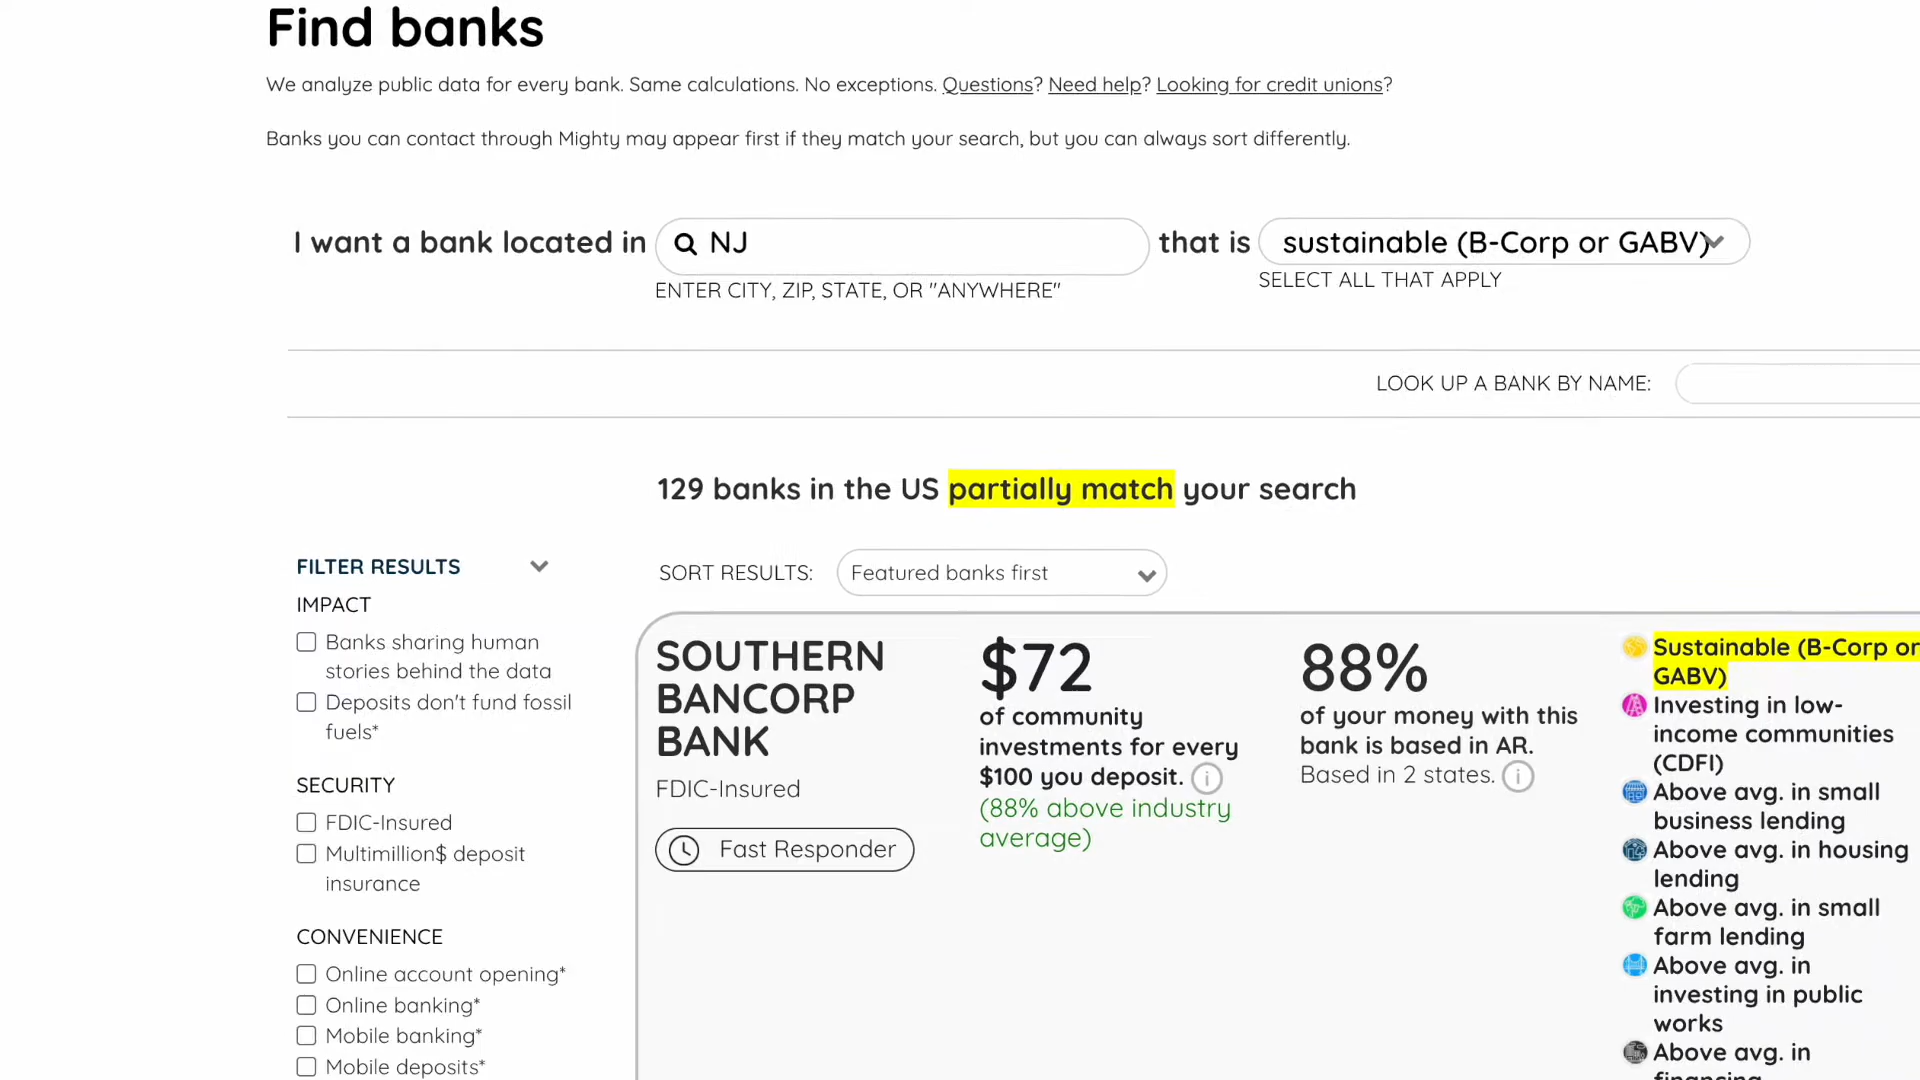 Find banks
We analyze public data for every bank. Same calculations. No exceptions. Questions? Need help? Looking for credit unions?
Banks you can contact through Mighty may appear first if they match your search, but you can always sort differently.
I want a bank located in NJ that is sustainable (B-Corp or GABV)
ENTER CITY, ZIP, STATE, OR "ANYWHERE"
SELECT ALL THAT APPLY
LOOK UP A BANK BY NAME:
129 banks in the US partially match your search
FILTER RESULTS
IMPACT
Banks sharing human
stories behind the data
Deposits don't fund fossil
fuels*
SECURITY
FDIC-Insured
Multimillion$ deposit
insurance
CONVENIENCE
Online account opening*
Online banking*
Mobile banking*
Mobile deposits*
SORT RESULTS: Featured banks first
SOUTHERN
BANCORP
BANK
FDIC-Insured
Fast Responder
$72
of community
investments for every
$100 you deposit.
(88% above industry
average)
88%
of your money with this
bank is based in AR.
Based in 2 states.
Sustainable (B-Corp or
GABV)
Investing in low-
income communities
(CDFI)
Above avg. in small
business lending
Above avg. in housing
lending
Above avg. in small
farm lending
Above avg. in
investing in public
works
Above avg. in